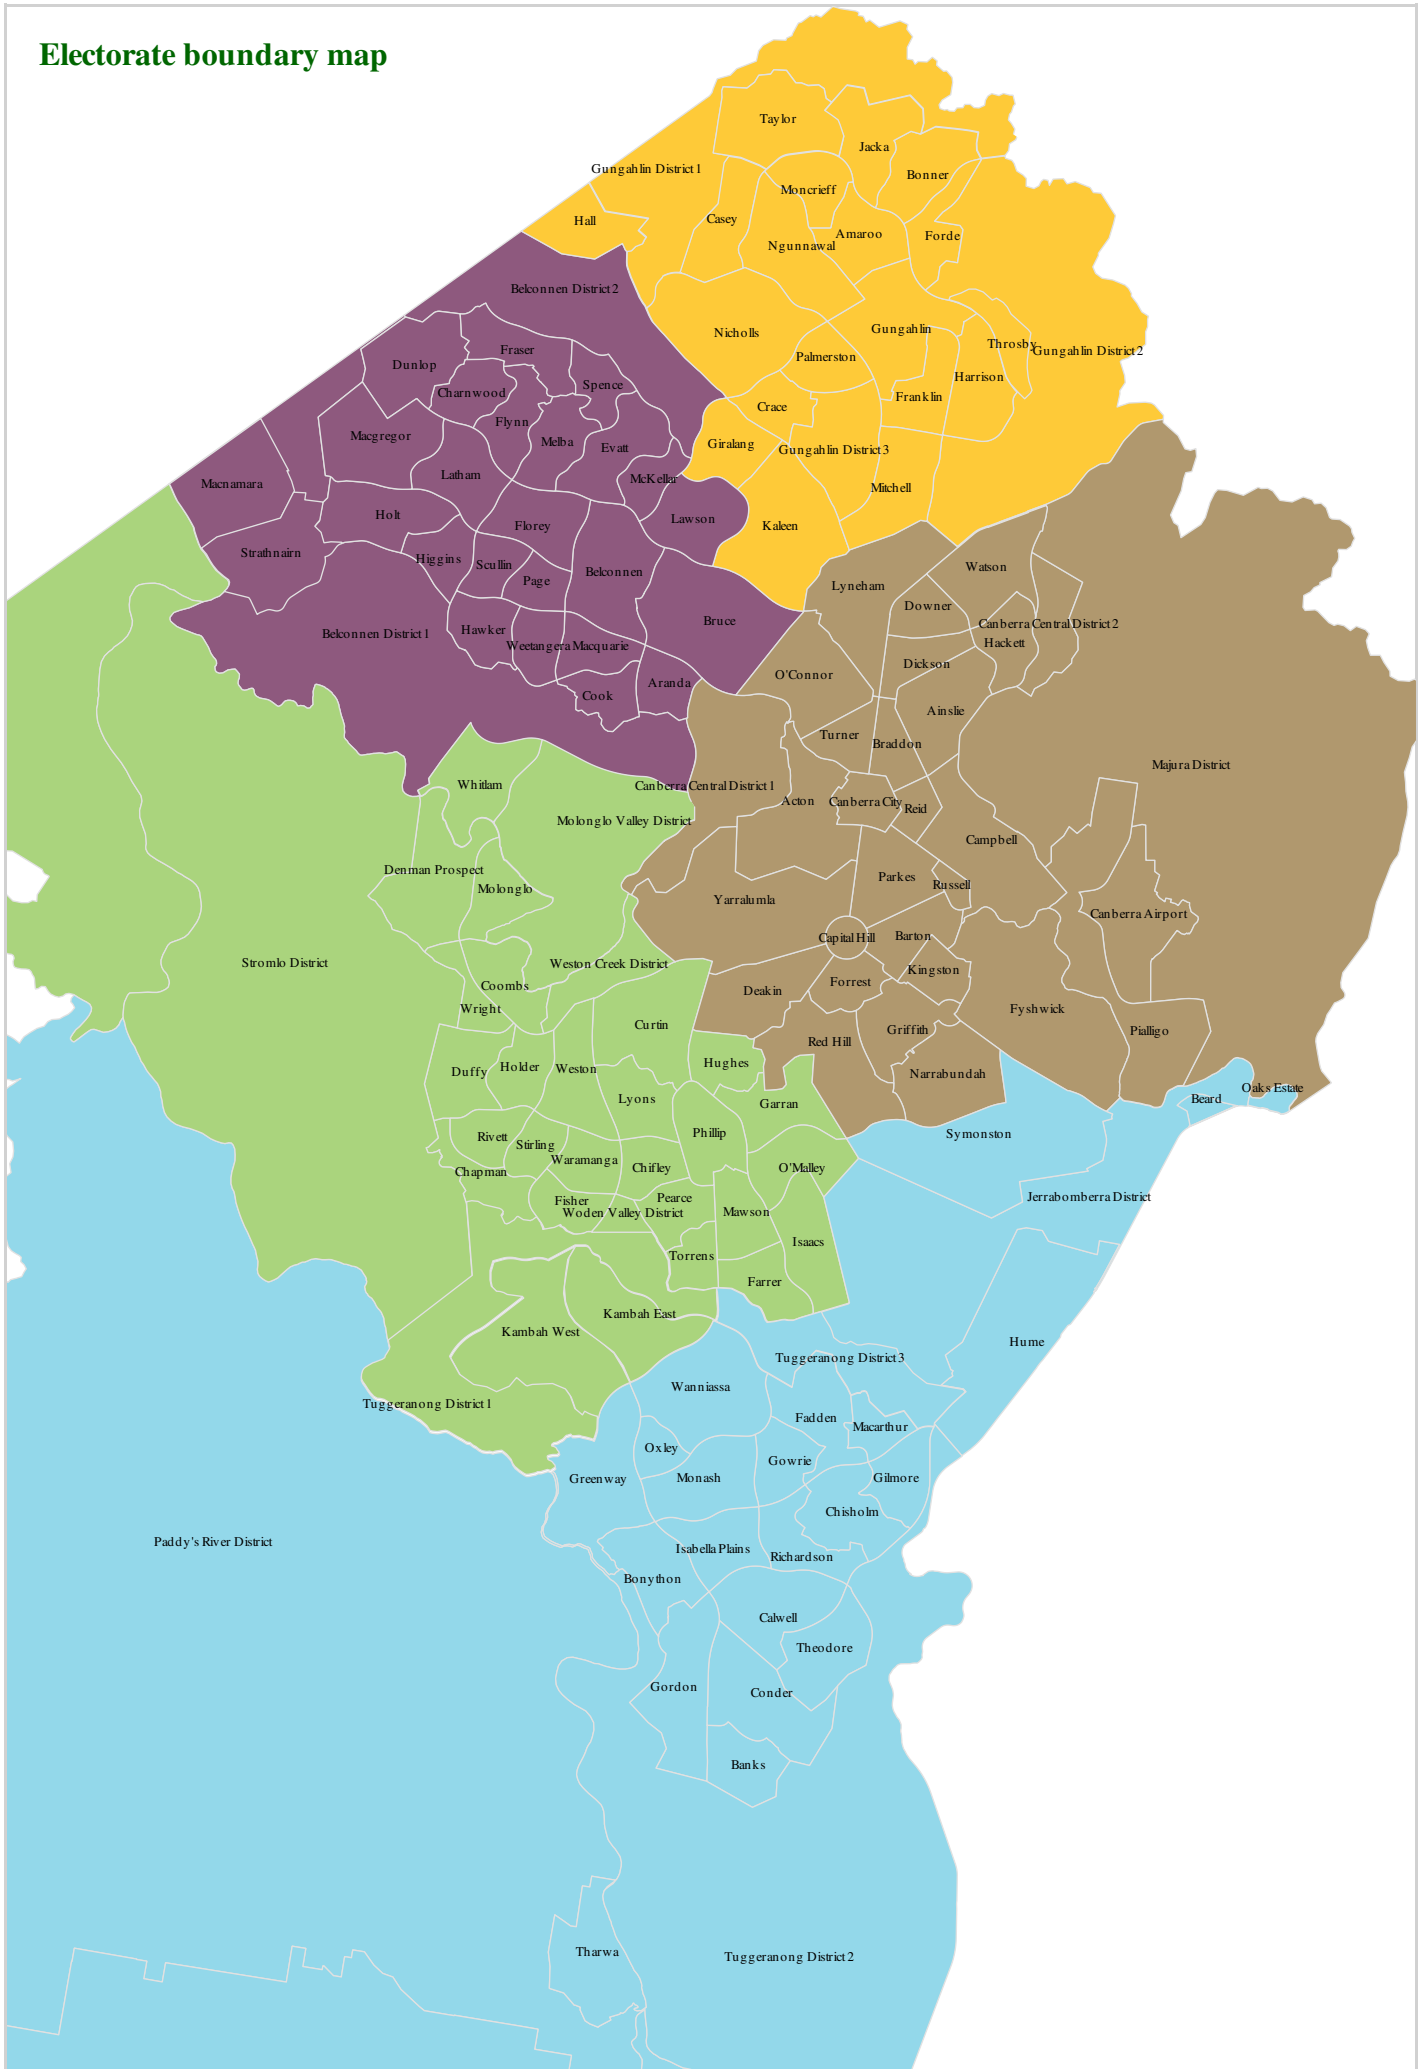 Electorate boundary map
Taylor
Jacka
Gungahlin District 1
Bonner
Moncrieff
Hall
Casey
Amaroo
Forde
Ngunnawal
Belconnen District 2
Nicholls
Gungahlin
Throsby
Gungahlin District 2
Fraser
Palmerston
Dunlop
Harrison
Spence
Charnwood
Franklin
Crace
Flynn
Macgregor
Melba
Giralang
Evatt
Gungahlin District 3
Latham
McKellar
Macnamara
Mitchell
Holt
Lawson
Florey
Kaleen
Strathnairn
Higgins
Scullin
Watson
Belconnen
Page
Lyneham
Downer
Bruce
Canberra Central District 2
Hawker
Belconnen District 1
Hackett
Weetangera
Macquarie
Dickson
O'Connor
Aranda
Cook
Ainslie
Turner
Braddon
Majura District
Whitlam
Canberra Central District 1
Acton
Canberra City
Reid
Molonglo Valley District
Campbell
Denman Prospect
Parkes
Russell
Molonglo
Yarralumla
Canberra Airport
Capital Hill
Barton
Stromlo District
Weston Creek District
Kingston
Coombs
Forrest
Deakin
Wright
Fyshwick
Curtin
Griffith
Pialligo
Red Hill
Hughes
Holder
Weston
Duffy
Narrabundah
Oaks Estate
Lyons
Beard
Garran
Phillip
Symonston
Rivett
Stirling
Waramanga
Chifley
O'Malley
Chapman
Pearce
Jerrabomberra District
Fisher
Woden Valley District
Mawson
Isaacs
Torrens
Farrer
Kambah East
Kambah West
Hume
Tuggeranong District 3
Wanniassa
Tuggeranong District 1
Fadden
Macarthur
Oxley
Gowrie
Greenway
Monash
Gilmore
Chisholm
Paddy's River District
Isabella Plains
Richardson
Bonython
Calwell
Theodore
Gordon
Conder
Banks
Tharwa
Tuggeranong District 2